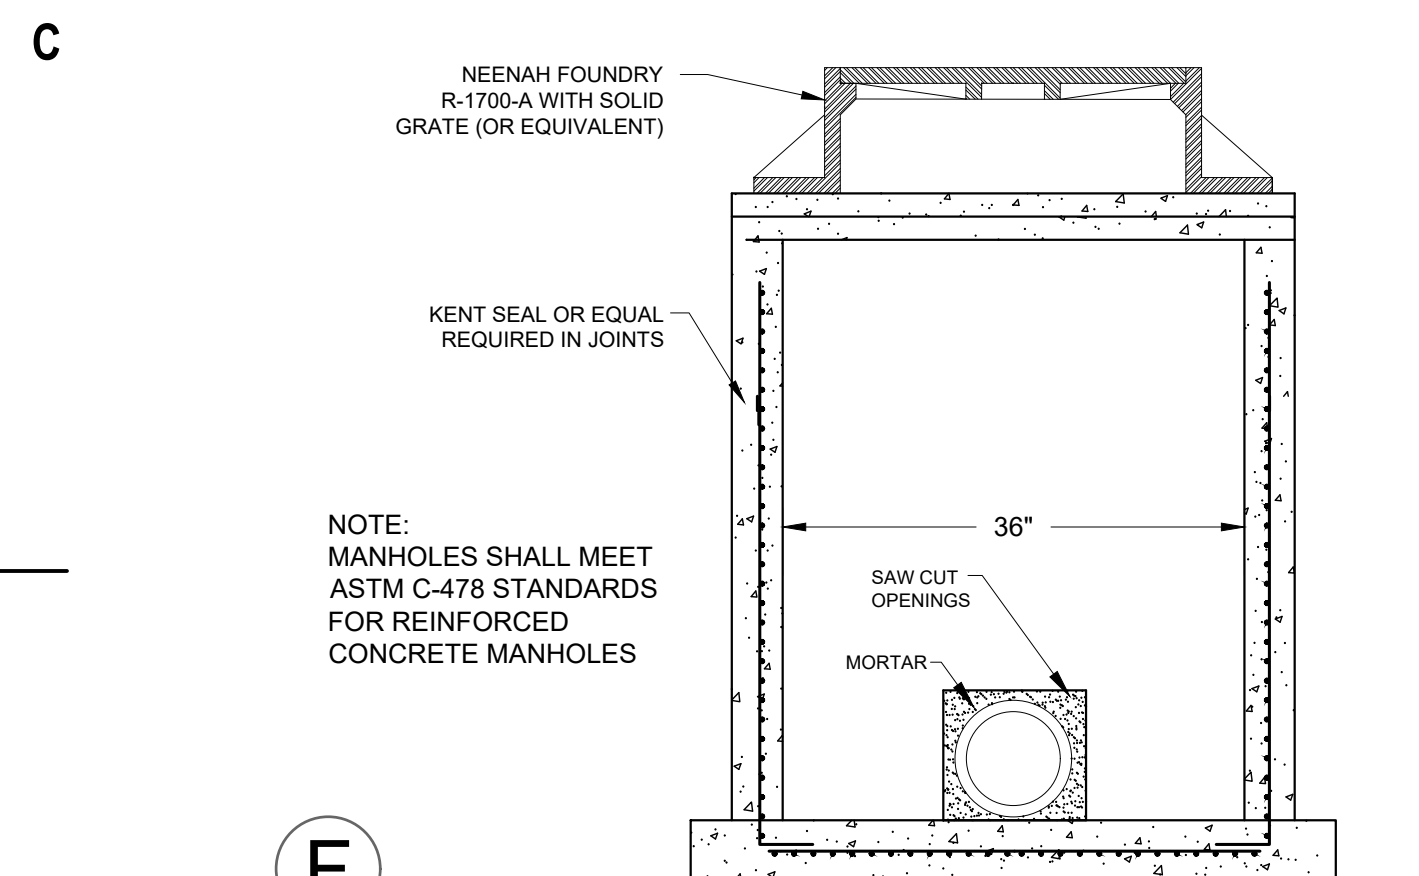 C
NEENAH FOUNDRY
R-1700-A WITH SOLID
GRATE (OR EQUIVALENT)
KENT SEAL OR EQUAL
REQUIRED IN JOINTS
36"
NOTE:
MANHOLES SHALL MEET
ASTM C-478 STANDARDS
FOR REINFORCED
CONCRETE MANHOLES
SAW CUT
OPENINGS
MORTAR